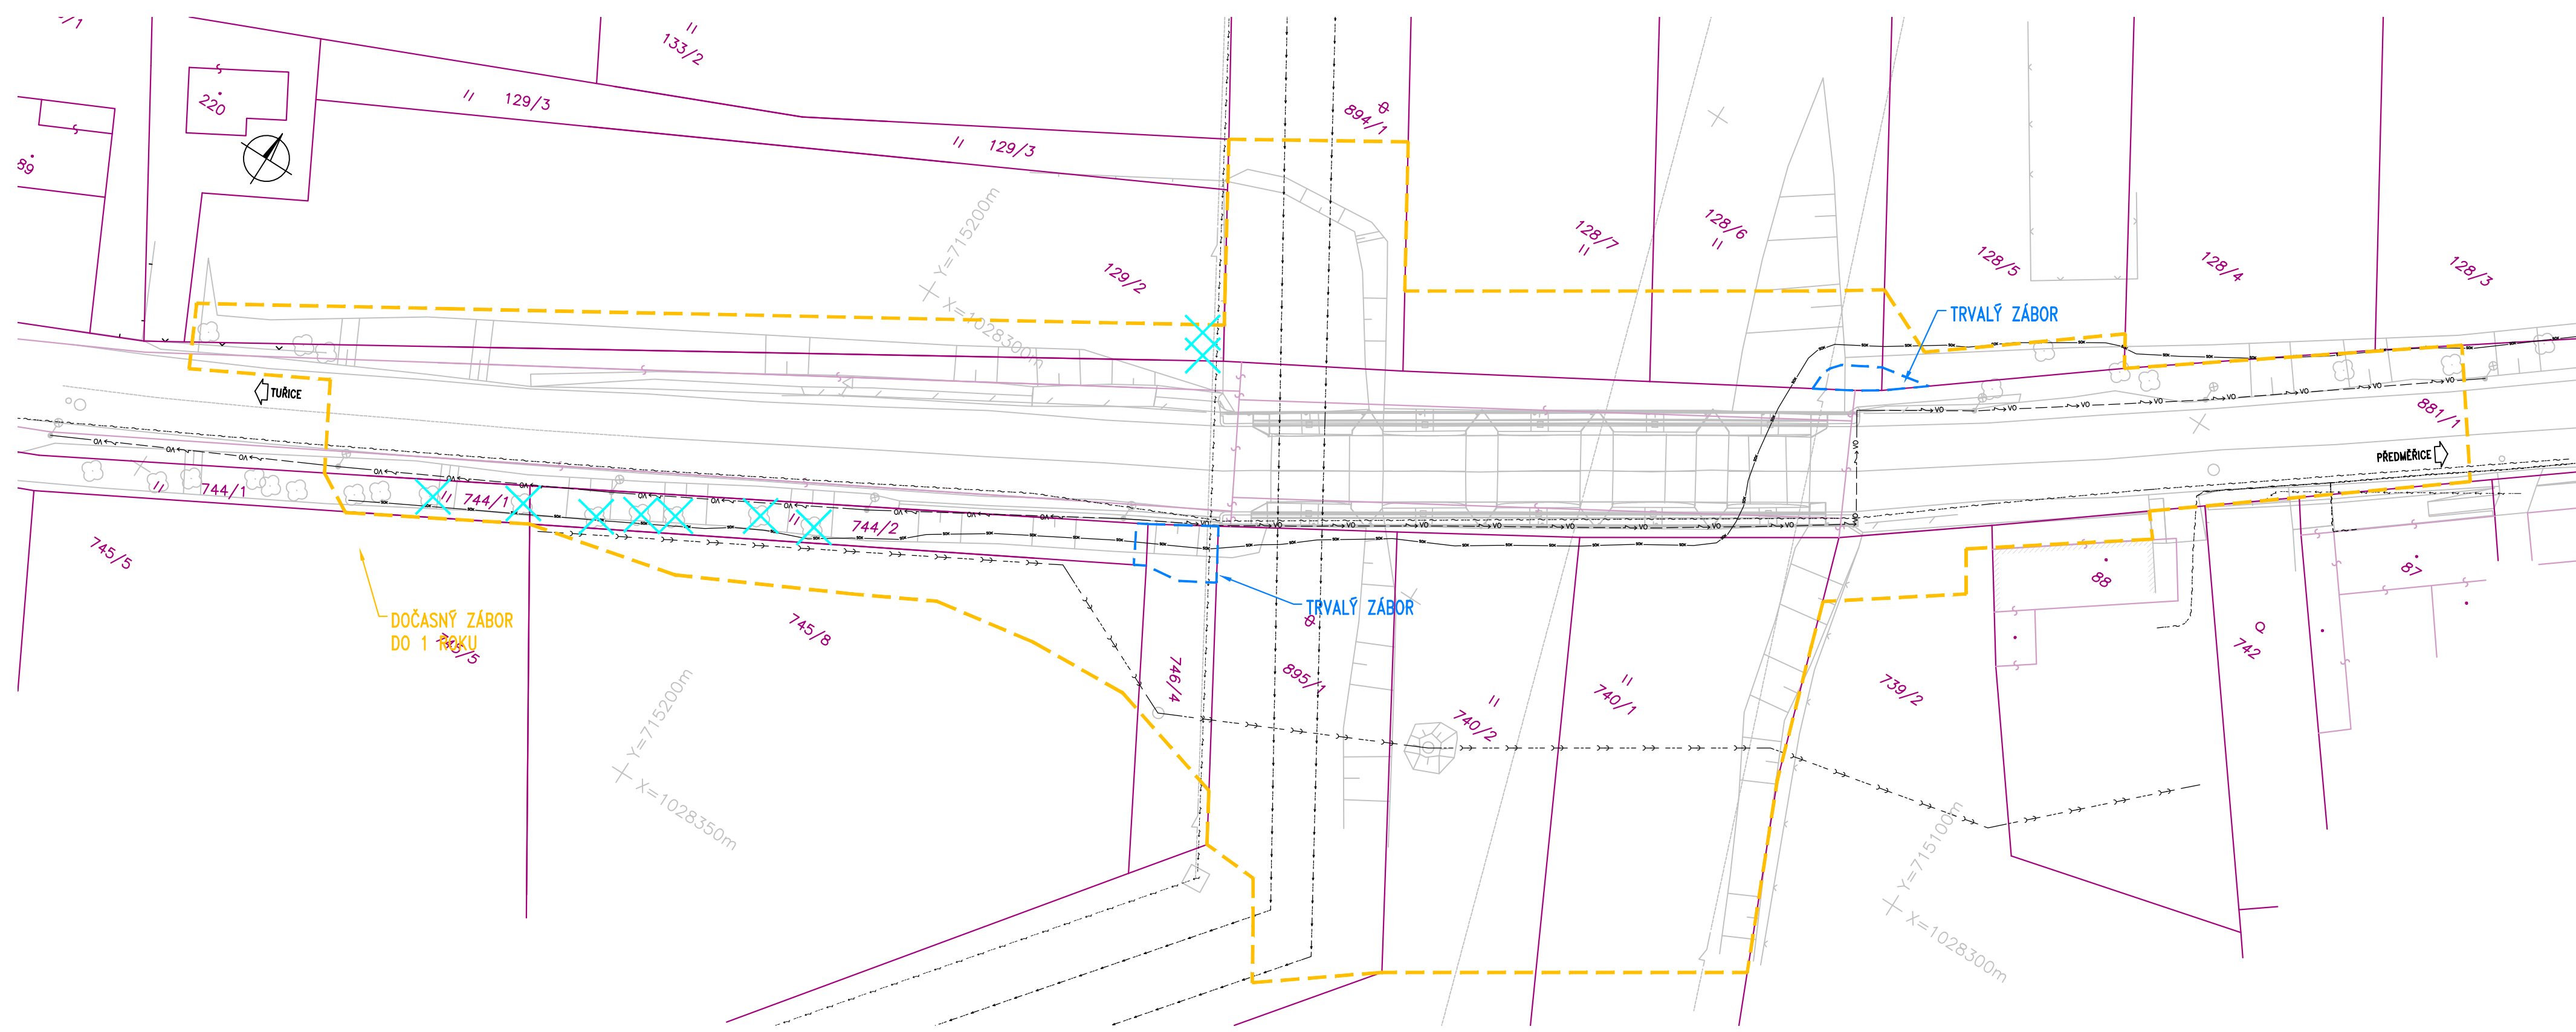 133/2
129/3
220
89
129/3
894/1
129/2
Y=715200m
X=1028300m
128/7
128/6
128/5
128/4
128/3
TRVALÝ ZÁBOR
TUŘICE
881/1
PŘEDMĚŘICE
VO
744/1
744/1
744/2
745/5
DOČASNÝ ZÁBOR
DO 1 ROKU
745/5
745/8
746/4
TRVALÝ ZÁBOR
895/1
740/2
740/1
739/2
88
742
87
Y=715200m
X=1028350m
Y=715100m
X=1028300m